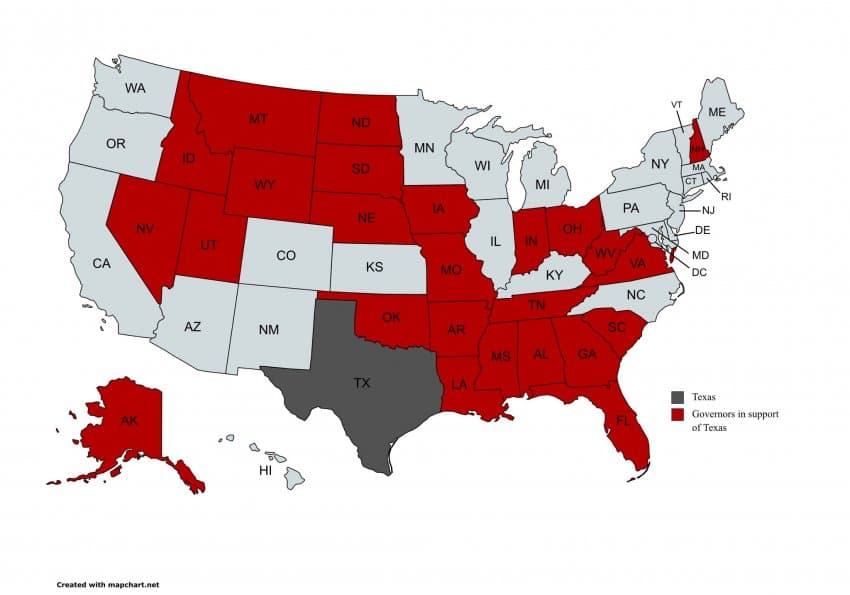 WA
OR
CA
NV
ID
MT
WY
UT
CO
AZ
NM
ND
SD
NE
KS
OK
TX
MN
IA
MO
AR
LA
WI
IL
MI
IN
OH
KY
TN
MS
AL
GA
FL
SC
NC
VA
WV
PA
NY
VT
NH
ME
MA
CT
RI
NJ
DE
MD
DC
AK
HI
Texas
Governors in support
of Texas
Created with mapchart.net